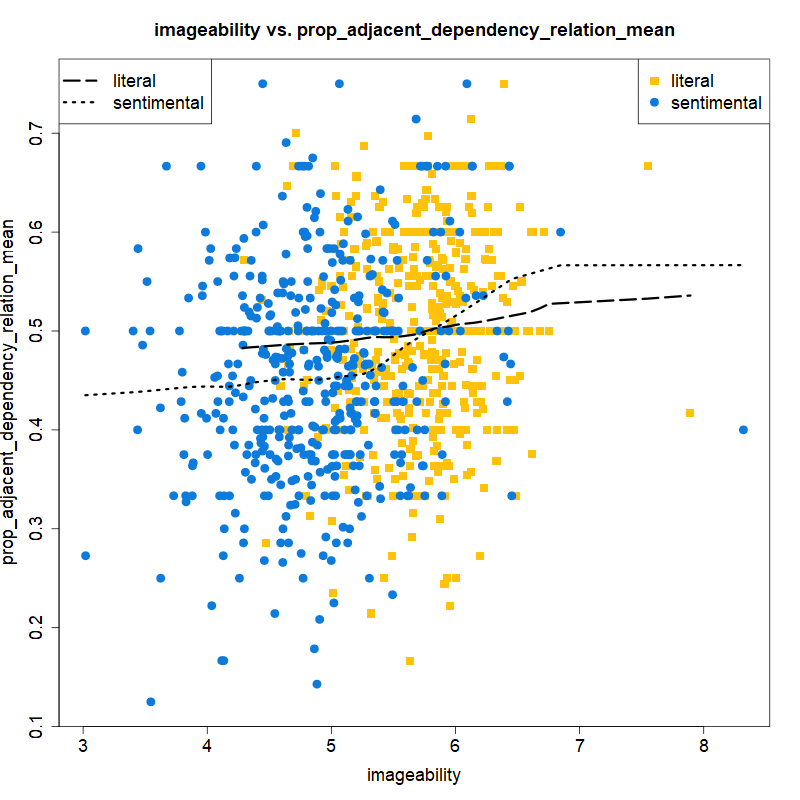 imageability vs. prop_adjacent_dependency_relation_mean
literal
sentimental
literal
sentimental
prop_adjacent_dependency_relation_mean
0.7
0.6
0.5
0.4
0.3
0.2
0.1
3 4 5 6 7 8
imageability